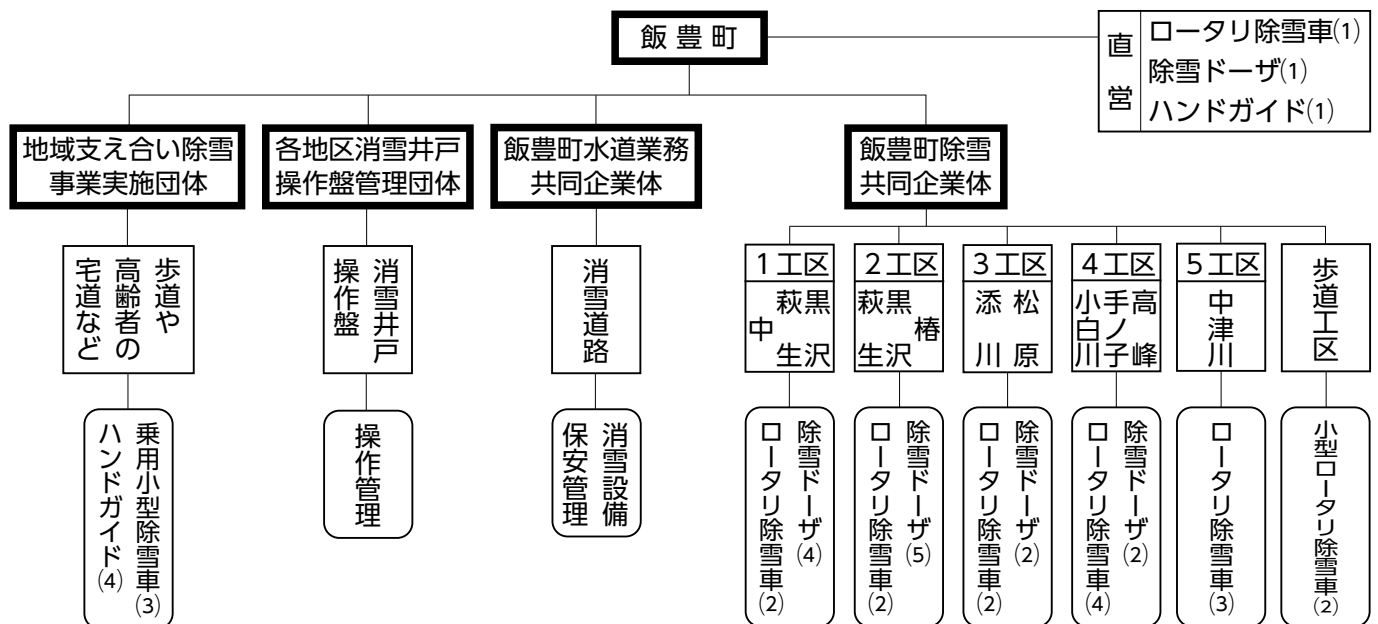 飯豊町
直営
ロータリ除雪車⑴
除雪ドーザ⑴
ハンドガイド⑴
地域支え合い除雪
事業実施団体
各地区消雪井戸
操作盤管理団体
飯豊町水道業務
共同企業体
飯豊町除雪
共同企業体
歩道や
高齢者の
宅道など
消雪井戸
操作盤
消雪道路
1工区
黒沢
萩生
中
2工区
椿
黒沢
萩生
3工区
松原
添川
4工区
高峰
手ノ子
小白川
5工区
中津川
歩道工区
乗用小型除雪車⑶
ハンドガイド⑷
操作管理
消雪設備
保安管理
除雪ドーザ⑷
ロータリ除雪車⑵
除雪ドーザ⑸
ロータリ除雪車⑵
除雪ドーザ⑵
ロータリ除雪車⑵
除雪ドーザ⑵
ロータリ除雪車⑷
ロータリ除雪車⑶
小型ロータリ除雪車⑵